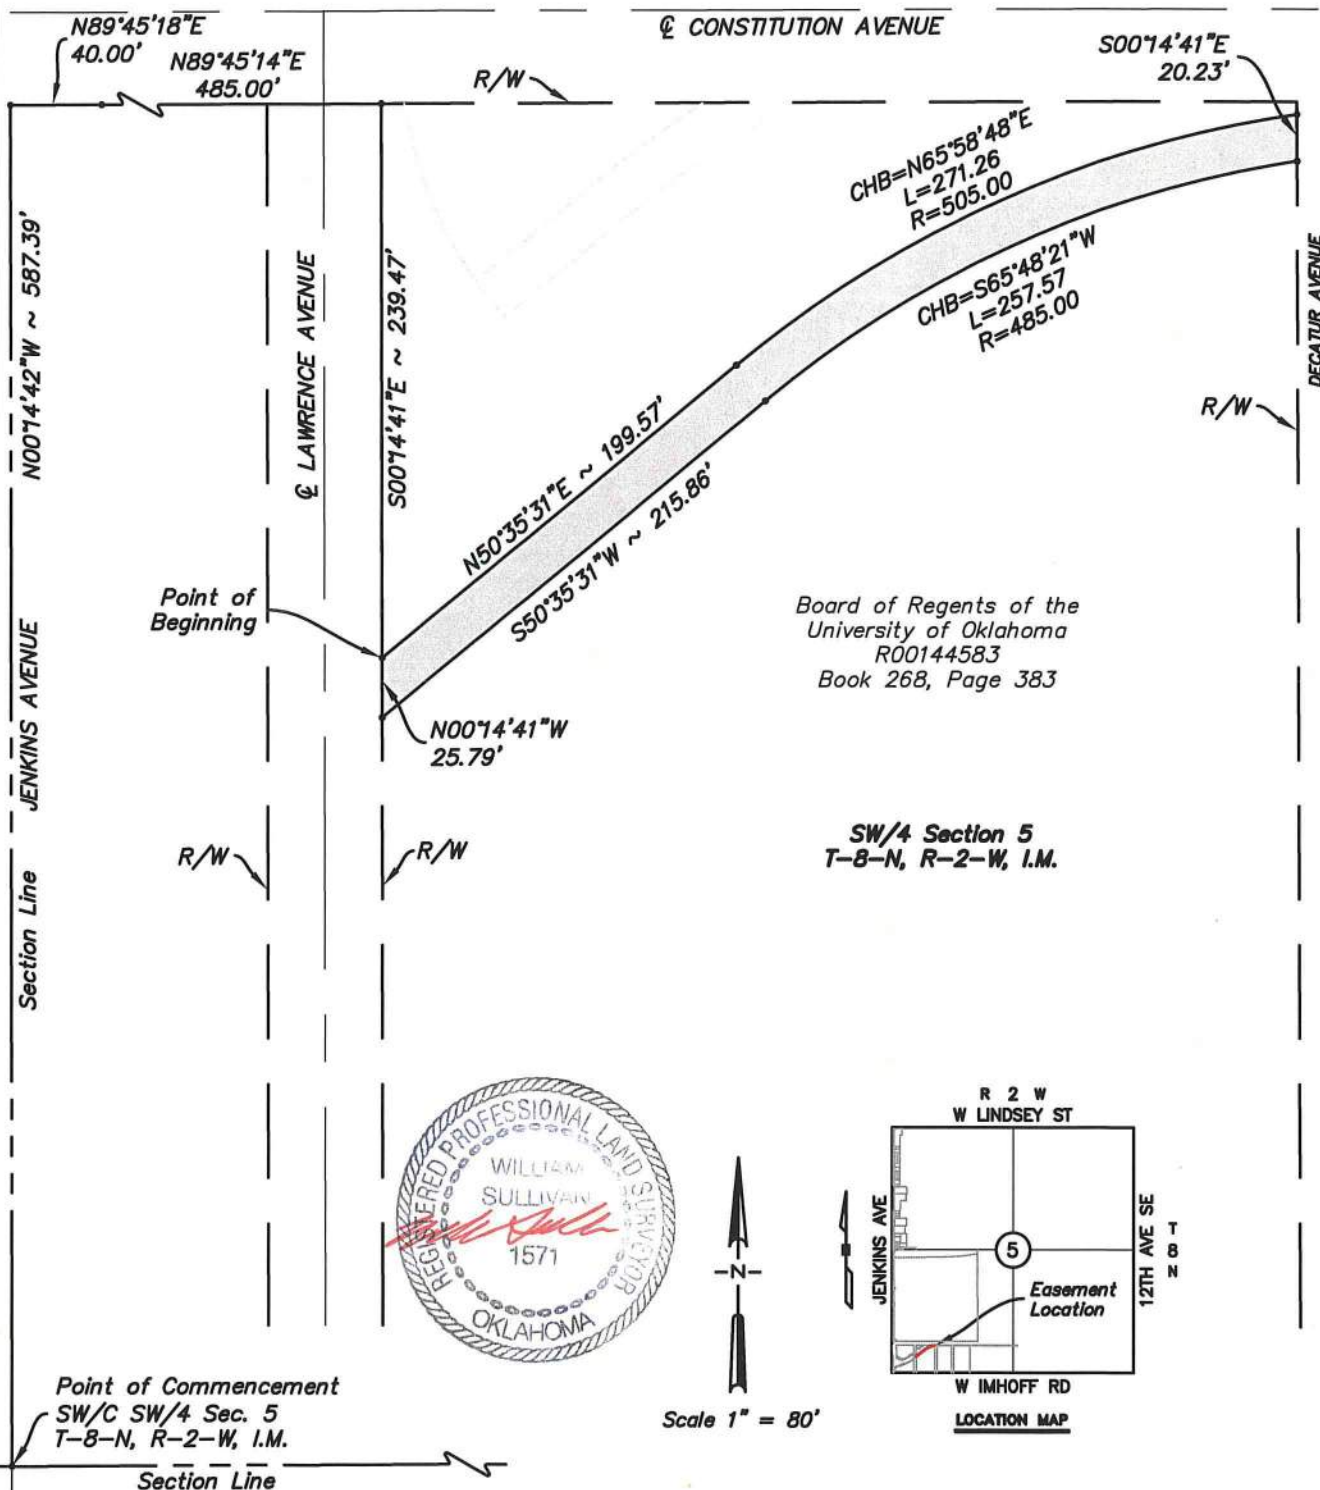 ℄ CONSTITUTION AVENUE
N89°45'18"E
40.00'
N89°45'14"E
485.00'
R/W
S00°14'41"E
20.23'
CHB=N65°58'48"E
L=271.26
R=505.00
CHB=S65°48'21"W
L=257.57
R=485.00
DECATUR AVENUE
R/W
N00°14'42"W ~ 587.39'
JENKINS AVENUE
Section Line
℄ LAWRENCE AVENUE
S00°14'41"E ~ 239.47'
N50°35'31"E ~ 199.57'
S50°35'31"W ~ 215.86'
Point of
Beginning
N00°14'41"W
25.79'
Board of Regents of the
University of Oklahoma
R00144583
Book 268, Page 383
SW/4 Section 5
T-8-N, R-2-W, I.M.
R/W
R/W
REGISTERED PROFESSIONAL LAND SURVEYOR
WILLIAM
SULLIVAN
1571
OKLAHOMA
N
Scale 1" = 80'
R 2 W
W LINDSEY ST
JENKINS AVE
5
12TH AVE SE
T
8
N
Easement
Location
W IMHOFF RD
LOCATION MAP
Point of Commencement
SW/C SW/4 Sec. 5
T-8-N, R-2-W, I.M.
Section Line